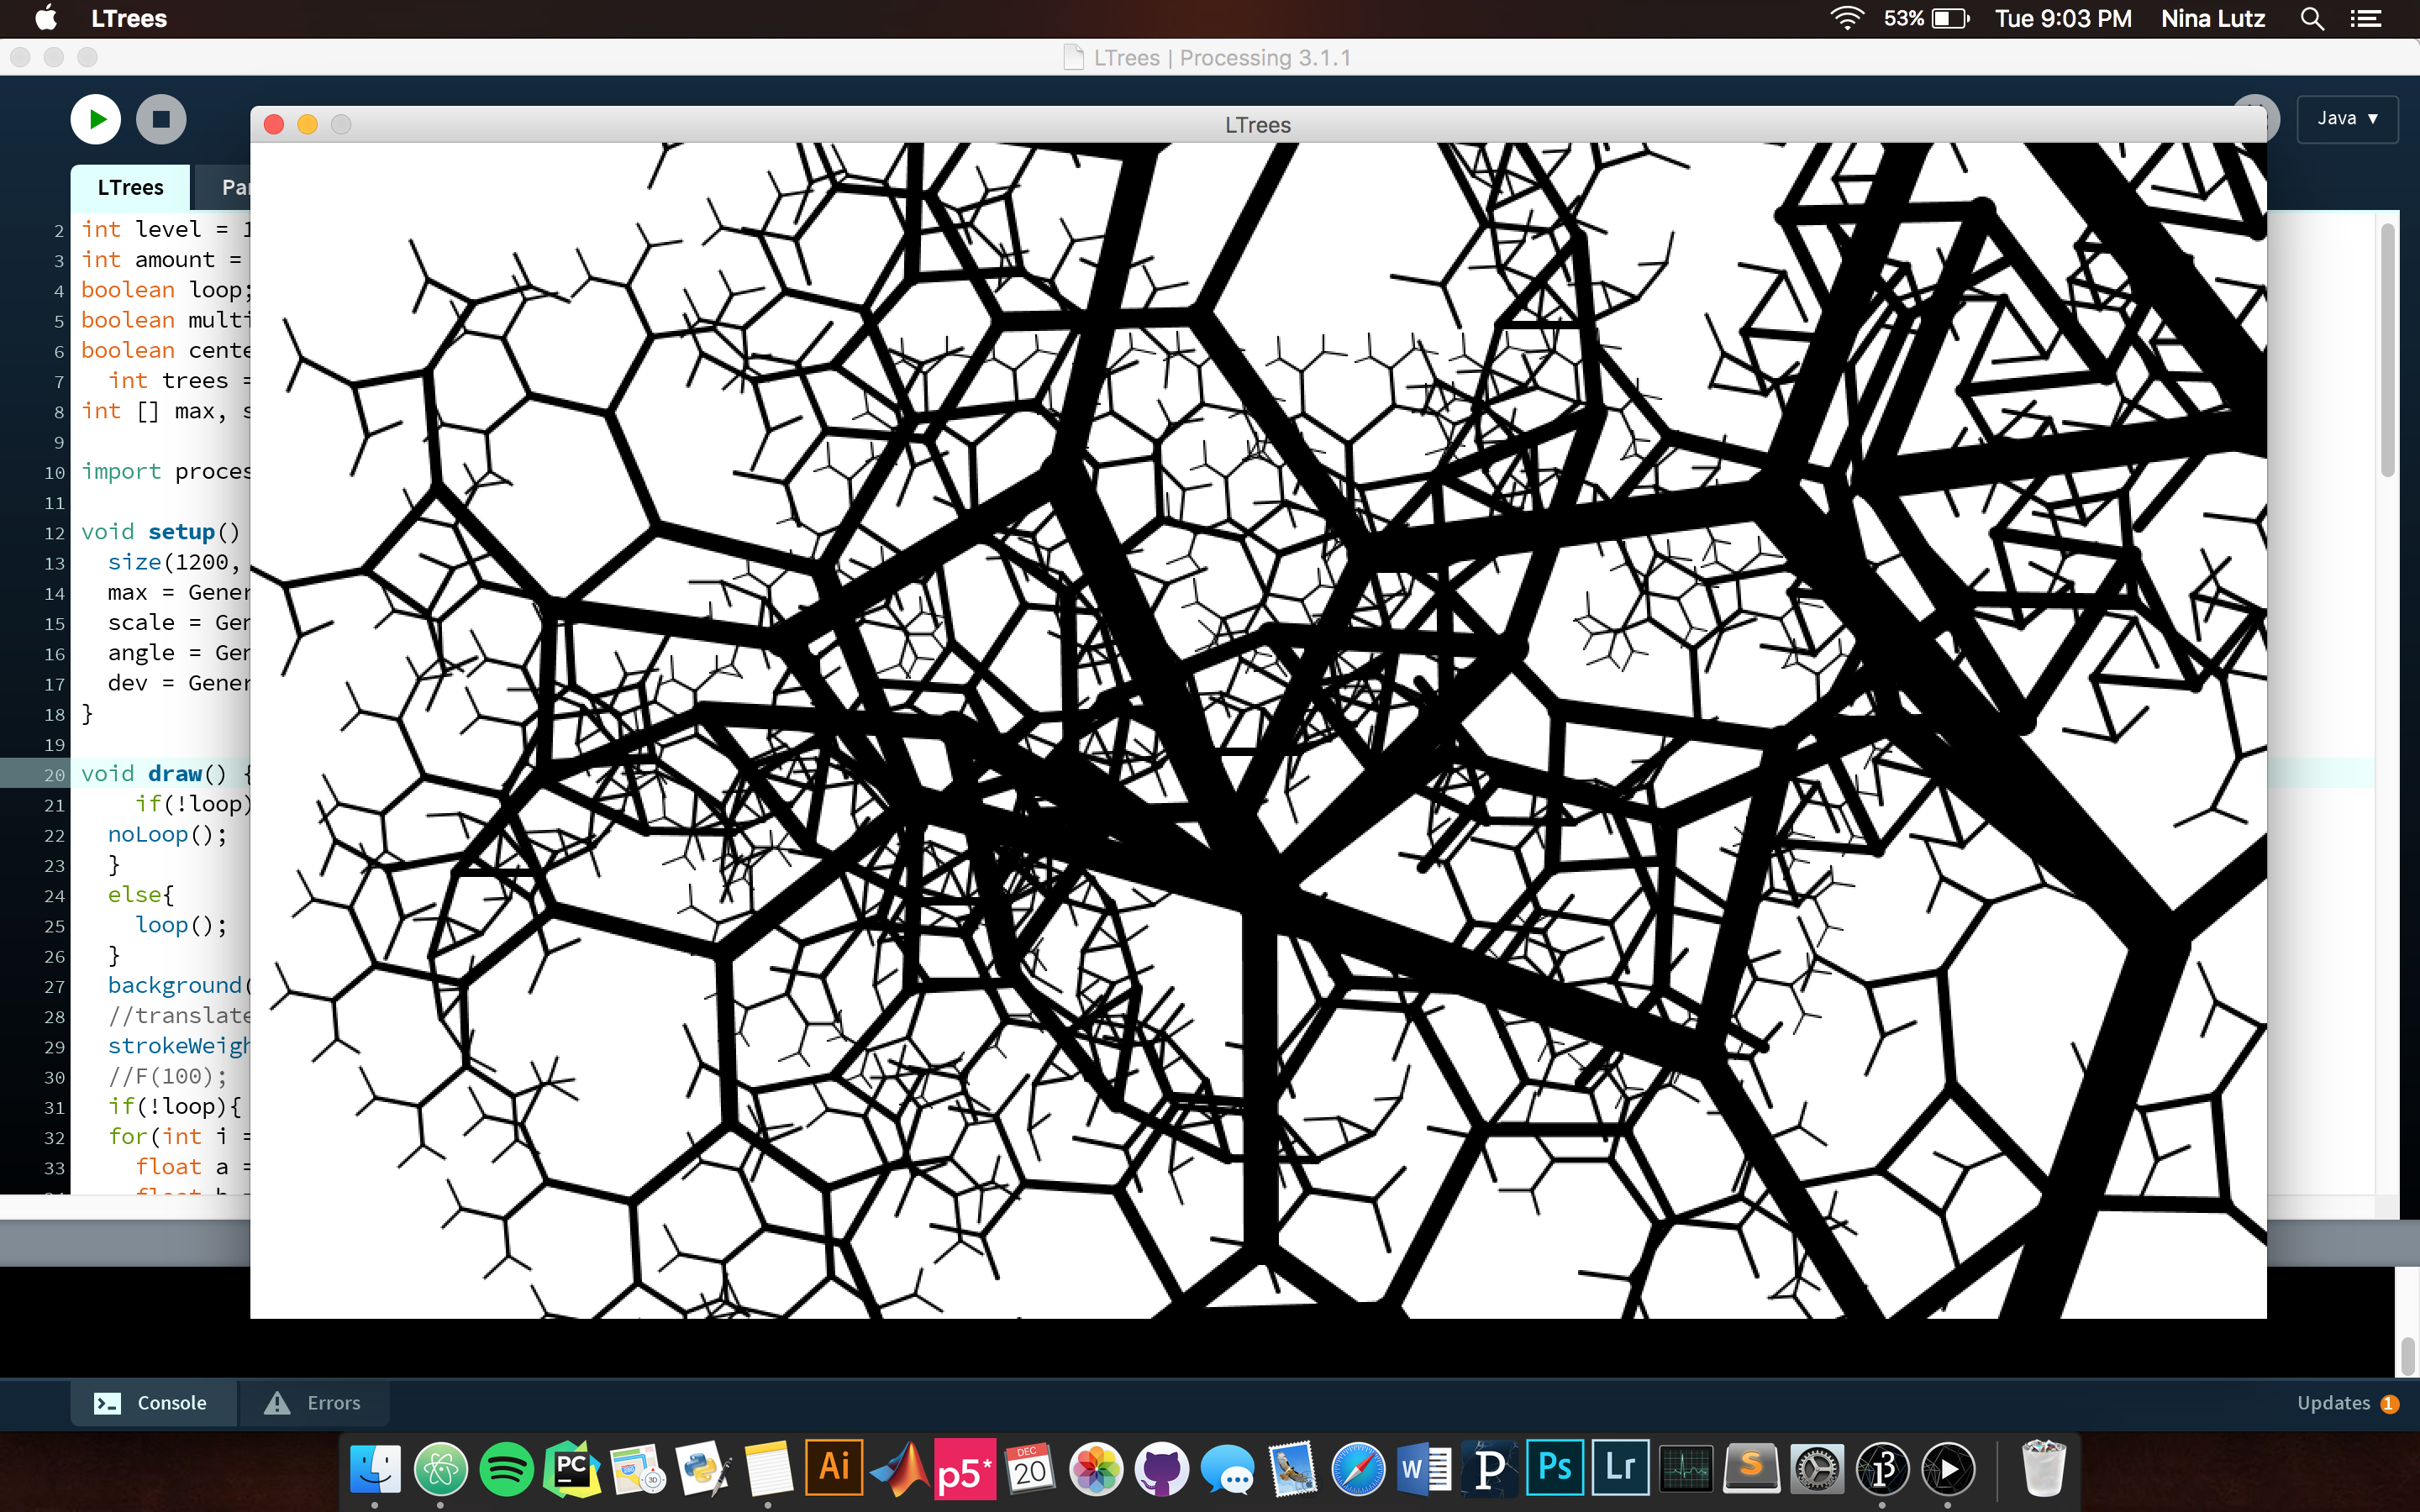 LTrees
53%
Tue 9:03 PM
Nina Lutz
LTrees | Processing 3.1.1
LTrees
Java ▼
LTrees
2 int level = 1
3 int amount =
4 boolean loop;
5 boolean multi
6 boolean cente
7 int trees =
8 int [] max, s
9
10 import proces
11
12 void setup()
13 size(1200,
14 max = Gener
15 scale = Ger
16 angle = Ger
17 dev = Gener
18 }
19
20 void draw() {
21 if(!loop)
22 noLoop();
23 }
24 else{
25 loop();
26 }
27 background(
28 //translate
29 strokeWeigh
30 //F(100);
31 if(!loop){
32 for(int i =
33 float a =
Console
Errors
Updates 1
PC
3D
Ai
p5*
DEC
20
W
P
Ps
Lr
S